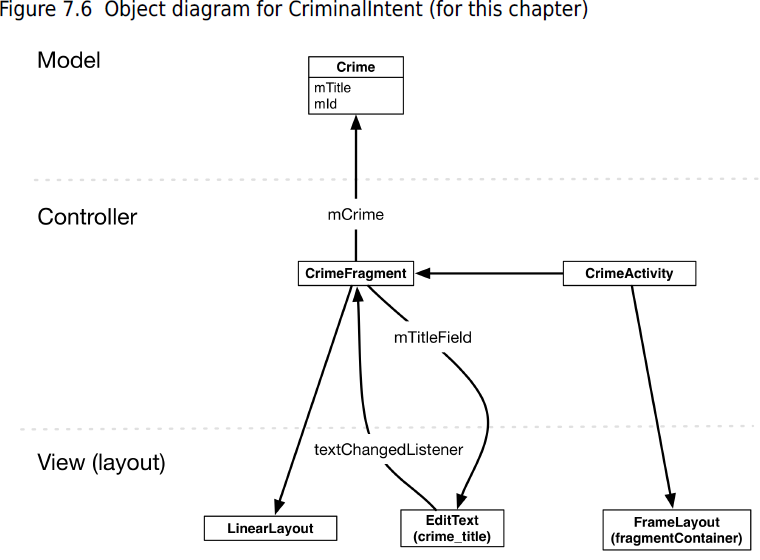 Figure 7.6 Object diagram for CriminalIntent (for this chapter)
Model
Crime
mTitle
mId
Controller
mCrime
CrimeFragment
CrimeActivity
mTitleField
textChangedListener
View (layout)
LinearLayout
EditText
(crime_title)
FrameLayout
(fragmentContainer)